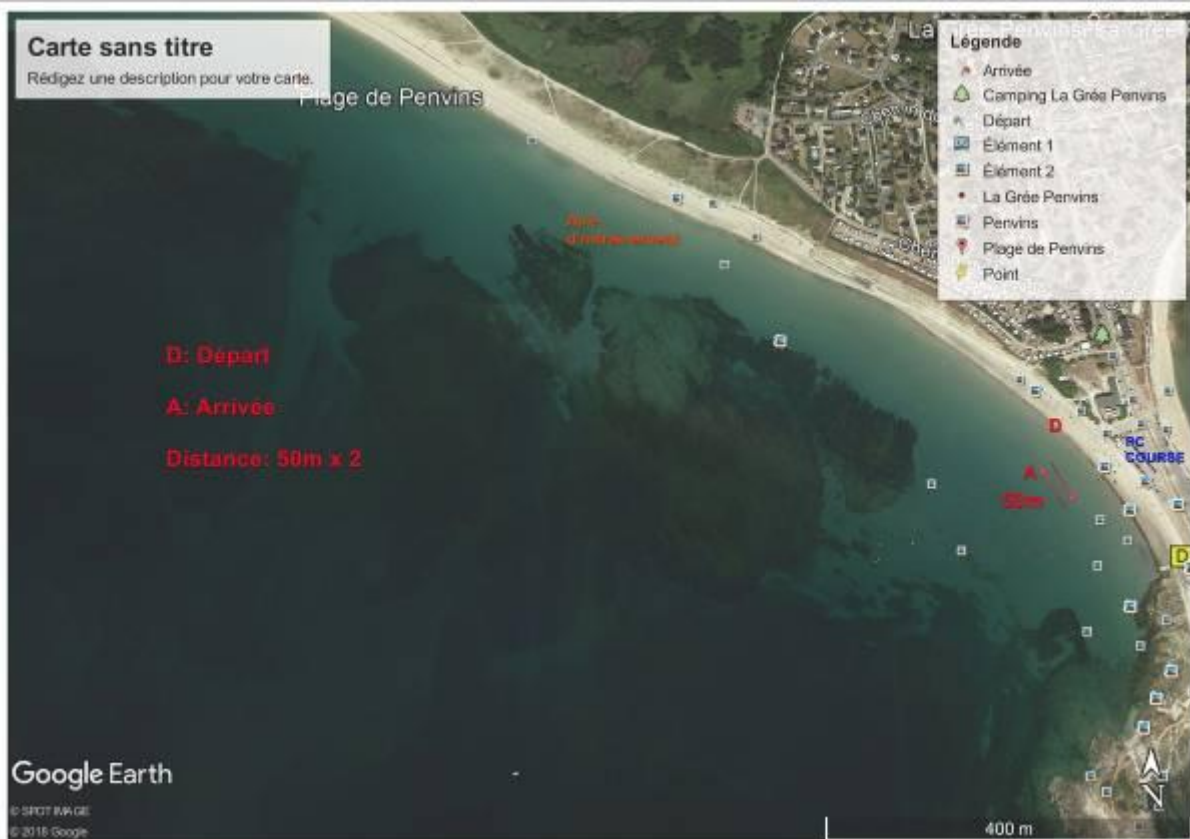 Carte sans titre
Rédigez une description pour votre carte.
Plage de Penvins
Légende
Arrivée
Camping La Grée Penvins
Départ
Élément 1
Élément 2
La Grée Penvins
Penvins
Plage de Penvins
Point
D: Départ
A: Arrivée
Distance: 50m x 2
D
PC
COURSE
A
50m
D
N
Google Earth
© SPOT IMAGE
© 2018 Google
400 m